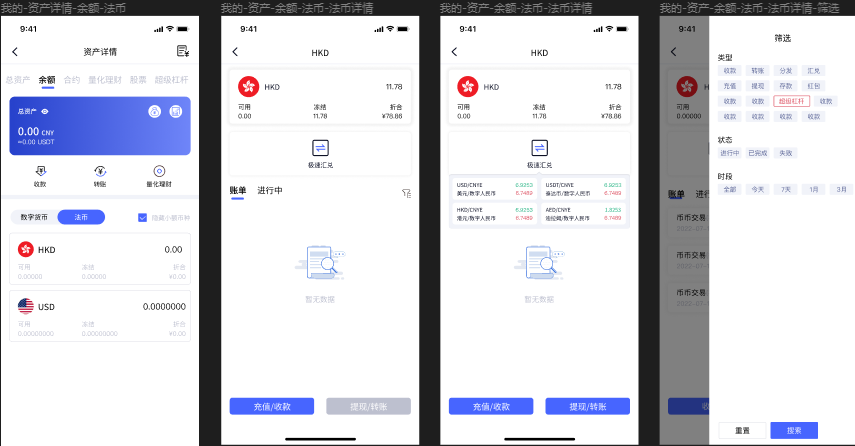 我的-资产详情-余额-法币
9:41
资产详情
总资产 余额 合约 量化理财 股票 超级杠杆
总资产
0.00 CNY
≈0.00 USDT
收款 转账 量化理财
数字货币 法币 隐藏小额币种
HKD 0.00
可用 冻结 折合
0.00000 0.00000 ¥0.00
USD 0.0000000
可用 冻结 折合
0.00000000 0.00000000 ¥0.00
我的-资产-余额-法币-法币详情
9:41
HKD
HKD 11.78
可用 冻结 折合
0.00 11.78 ¥78.86
极速汇兑
账单 进行中
暂无数据
充值/收款 提现/转账
我的-资产-余额-法币-法币详情
9:41
HKD
HKD 11.78
可用 冻结 折合
0.00 11.78 ¥78.86
极速汇兑
USD/CNYE 6.9253 USDT/CNYE 6.9253
美元/数字人民币 6.7489 泰达币/数字人民币 6.7489
HKD/CNYE 6.9253 AED/CNYE 1.9253
港元/数字人民币 6.7489 迪拉姆/数字人民币 6.7489
暂无数据
充值/收款 提现/转账
我的-资产-余额-法币-法币详情-筛选
9:41
HKD
可用
0.00000
账单 进行
币币交易
币币交易
币币交易
筛选
类型
收款 转账 分发 汇兑
充值 提现 存款 红包
收款 收款 超级杠杆 收款
收款 收款 收款 收款
状态
进行中 已完成 失败
时段
全部 今天 7天 1月 3月
重置 搜索